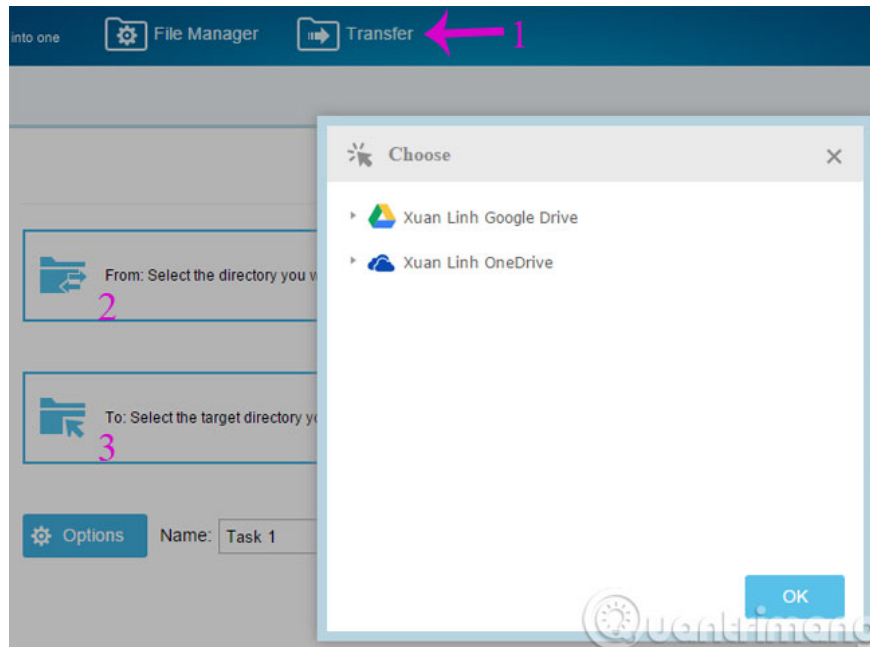 into one
File Manager
Transfer
1
Choose
Xuan Linh Google Drive
Xuan Linh OneDrive
From: Select the directory you
2
To: Select the target directory
3
Options
Name: Task 1
OK
Quantrimang